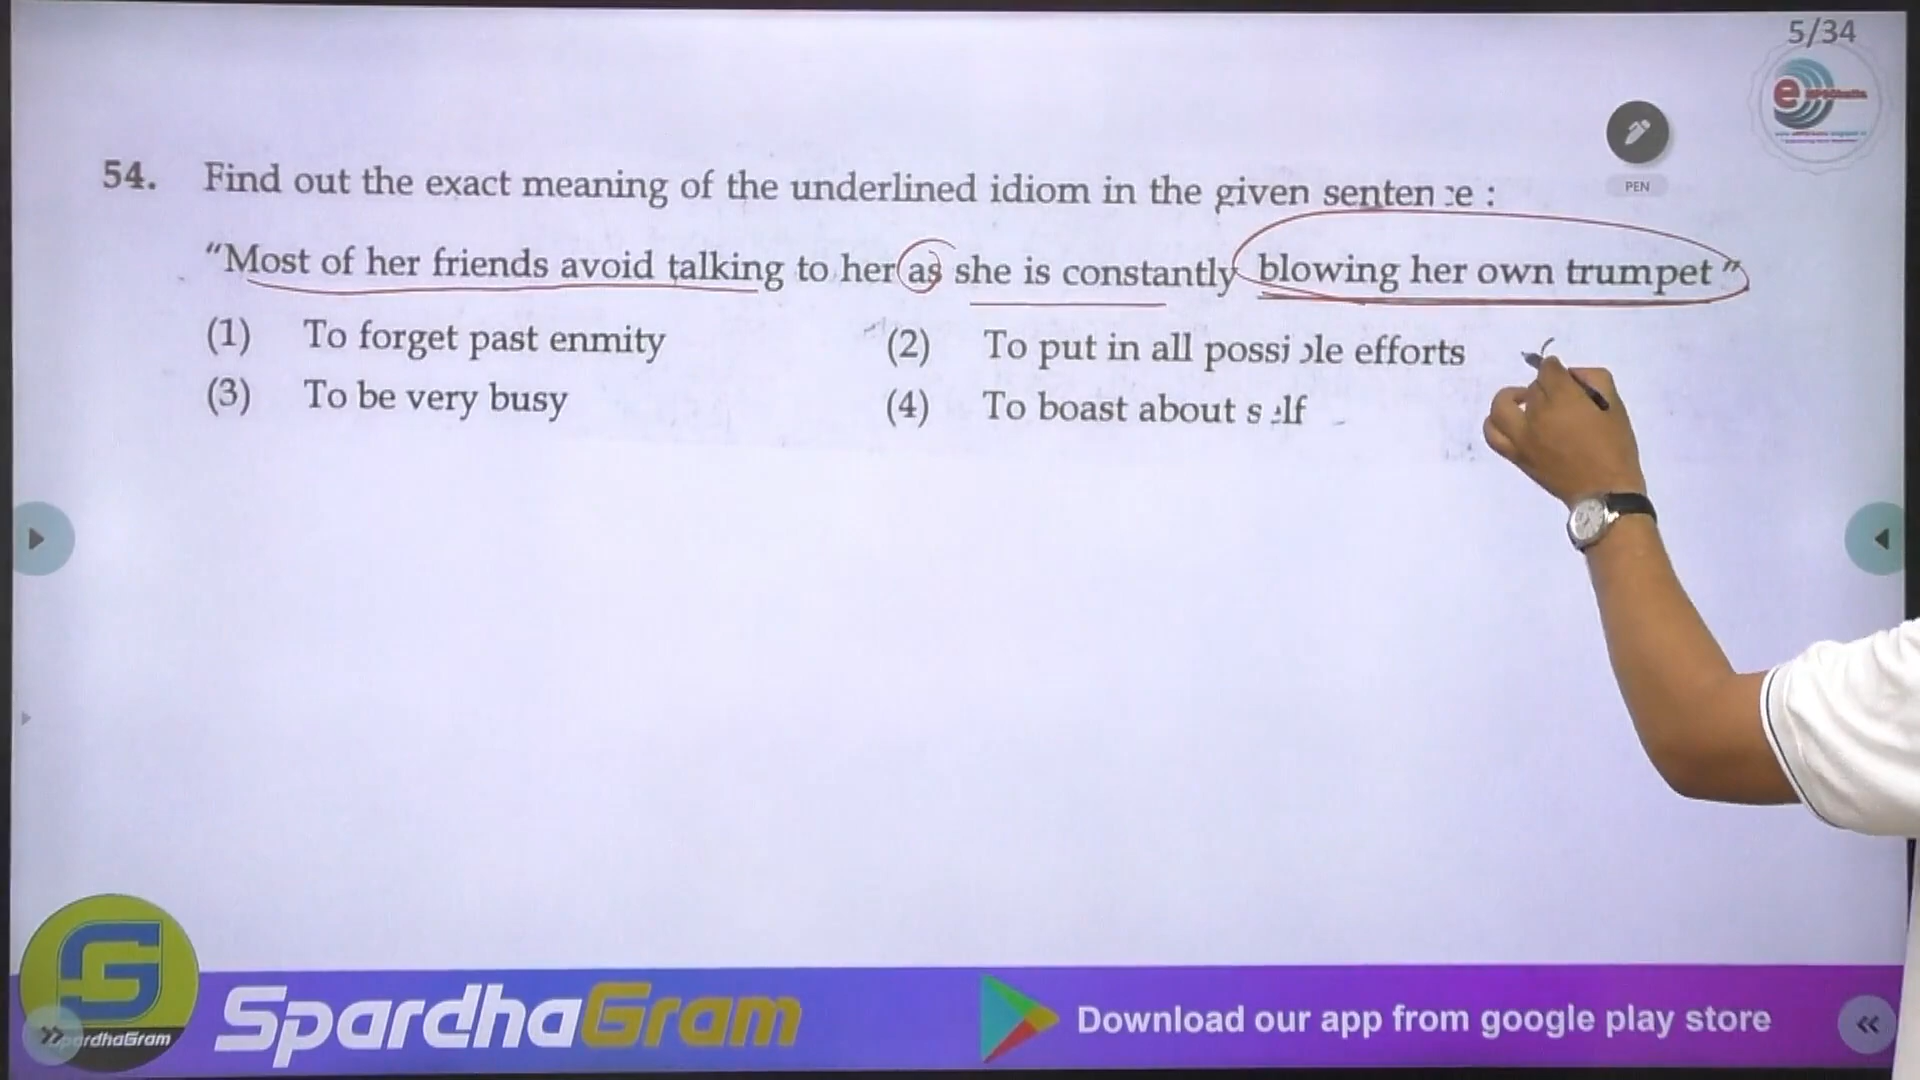 5/34
PEN
54. Find out the exact meaning of the underlined idiom in the given sentence :
“Most of her friends avoid talking to her as she is constantly blowing her own trumpet”
(1) To forget past enmity (2) To put in all possible efforts
(3) To be very busy (4) To boast about self
SpardhaGram
SpardhaGram
Download our app from google play store